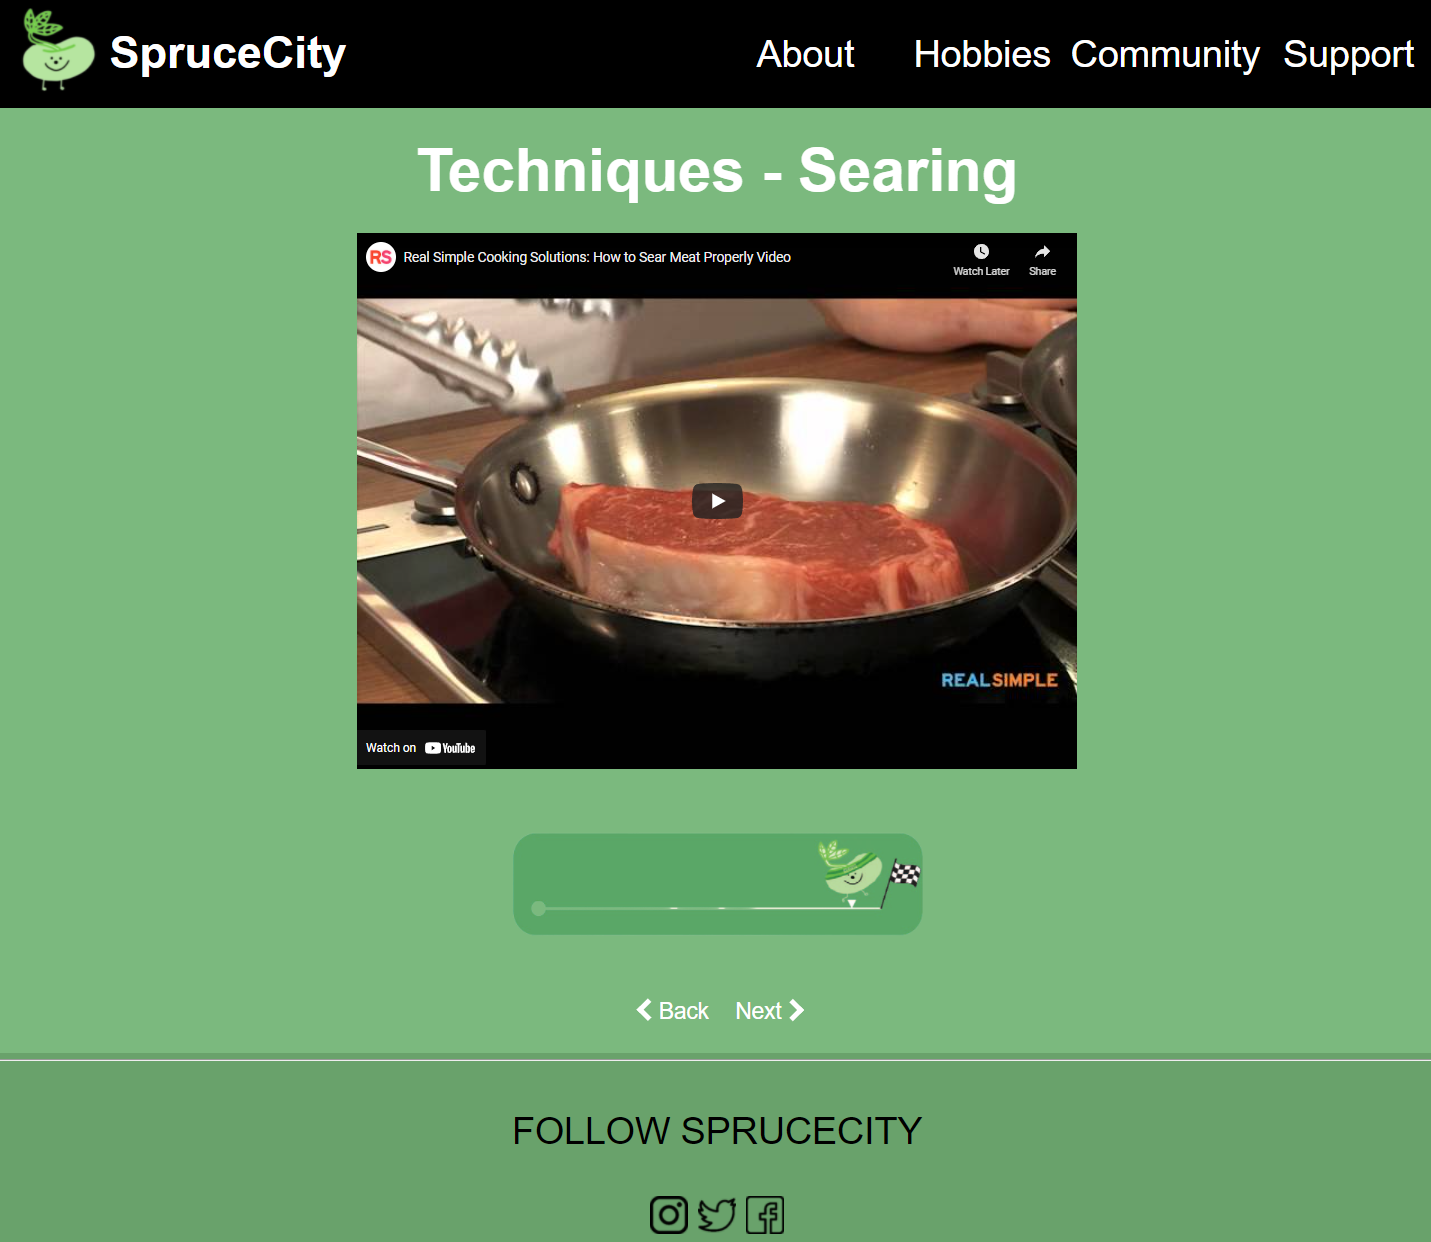 SpruceCity
About Hobbies Community Support
Techniques - Searing
RS Real Simple Cooking Solutions: How to Sear Meat Properly Video
Watch Later Share
REALSIMPLE
Watch on YouTube
Back Next
FOLLOW SPRUCECITY